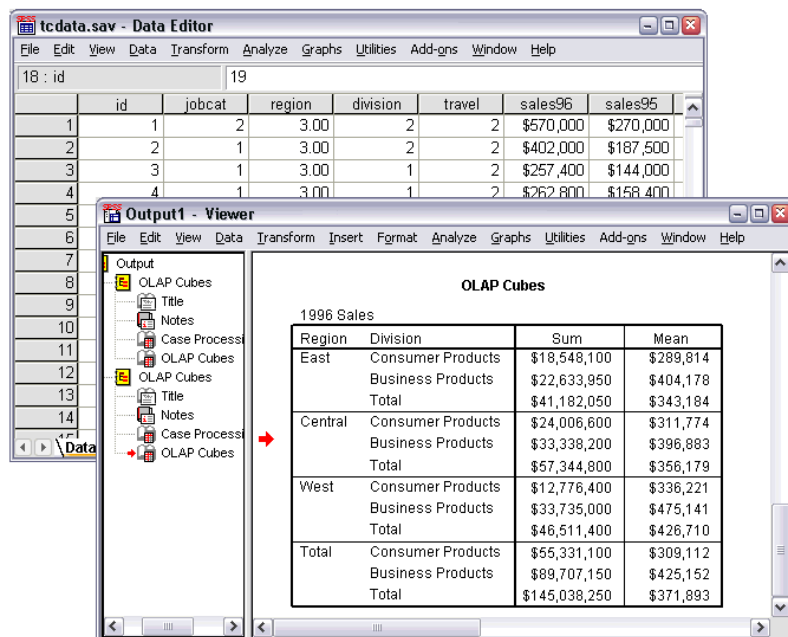 tcdata.sav - Data Editor
File Edit View Data Transform Analyze Graphs Utilities Add-ons Window Help
18 : id 19
id jobcat region division travel sales96 sales95
1 1 2 3.00 2 2 $570,000 $270,000
2 2 1 3.00 2 2 $402,000 $187,500
3 3 1 3.00 1 2 $257,400 $144,000
4 4 1 3.00 1 2 $262,800 $158,400
5
6
7
8
9
10
11
12
13
14
15
Data
Output1 - Viewer
File Edit View Data Transform Insert Format Analyze Graphs Utilities Add-ons Window Help
Output
OLAP Cubes
Title
Notes
Case Processi
OLAP Cubes
OLAP Cubes
Title
Notes
Case Processi
OLAP Cubes
OLAP Cubes
1996 Sales
Region Division Sum Mean
East Consumer Products $18,548,100 $289,814
Business Products $22,633,950 $404,178
Total $41,182,050 $343,184
Central Consumer Products $24,006,600 $311,774
Business Products $33,338,200 $396,883
Total $57,344,800 $356,179
West Consumer Products $12,776,400 $336,221
Business Products $33,735,000 $475,141
Total $46,511,400 $426,710
Total Consumer Products $55,331,100 $309,112
Business Products $89,707,150 $425,152
Total $145,038,250 $371,893